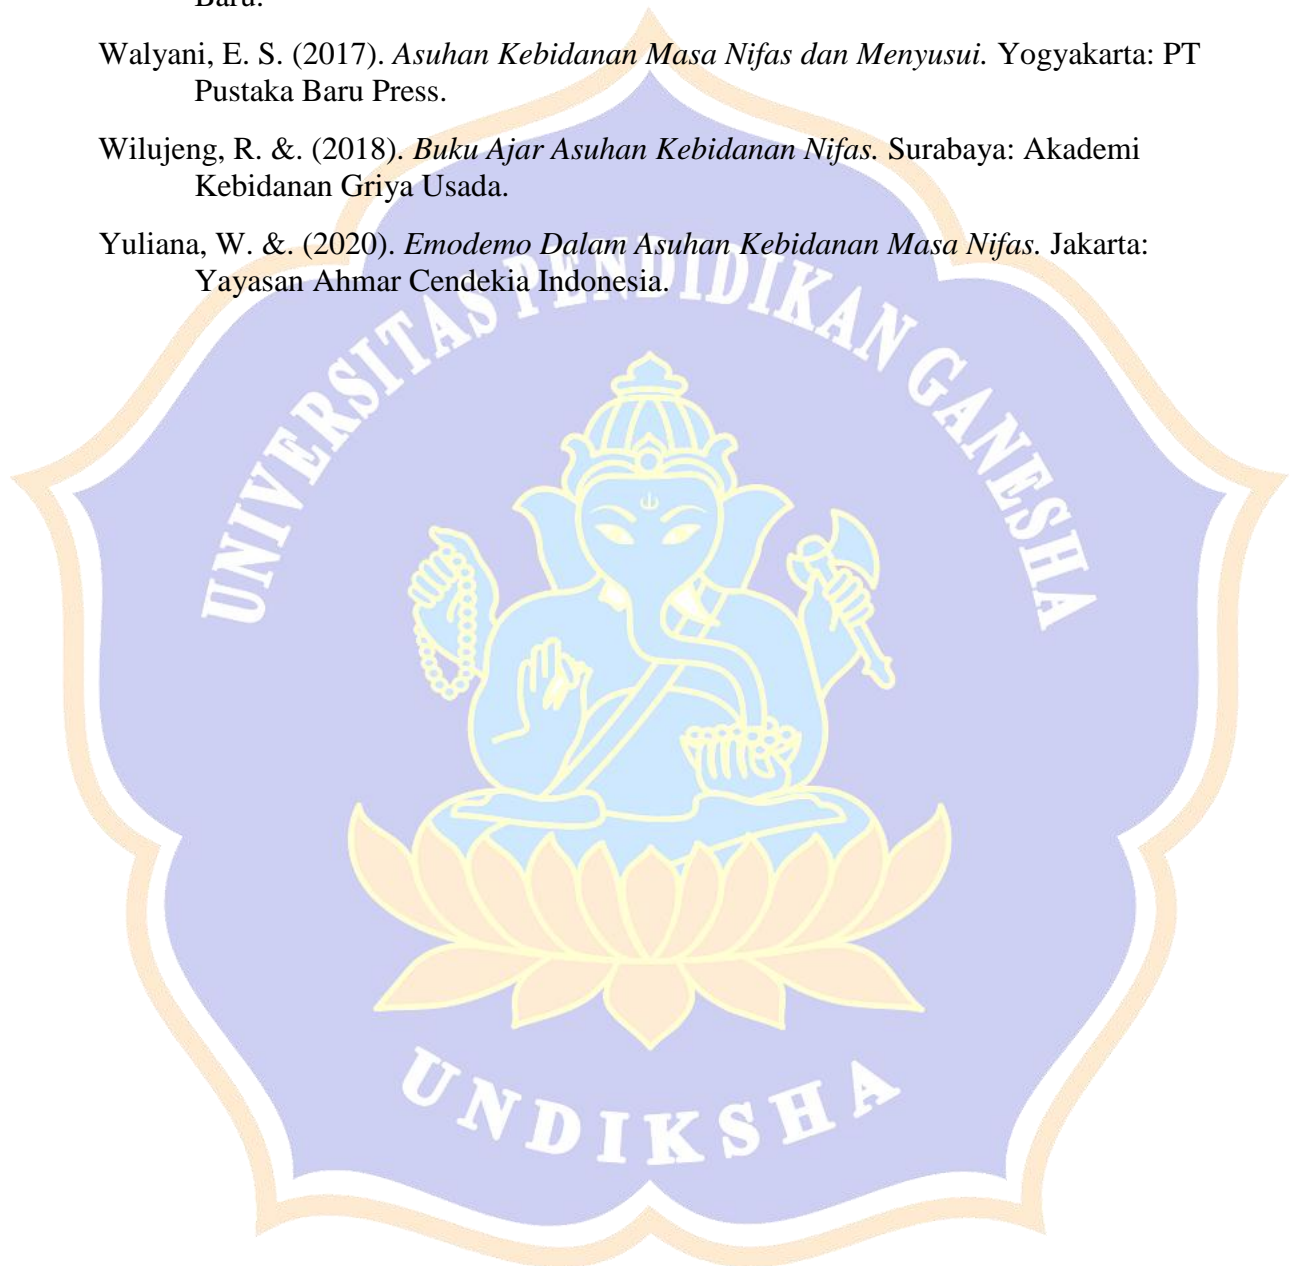 Baru.
Walyani, E. S. (2017). Asuhan Kebidanan Masa Nifas dan Menyusui. Yogyakarta: PT
Pustaka Baru Press.
Wilujeng, R. &. (2018). Buku Ajar Asuhan Kebidanan Nifas. Surabaya: Akademi
Kebidanan Griya Usada.
Yuliana, W. &. (2020). Emodemo Dalam Asuhan Kebidanan Masa Nifas. Jakarta:
Yayasan Ahmar Cendekia Indonesia.
UNIVERSITAS PENDIDIKAN GANESHA
UNDIKSHA